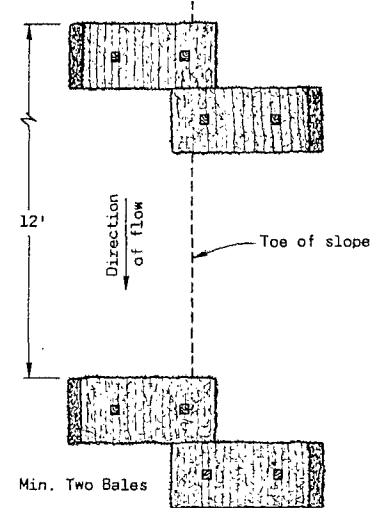 12'
Direction
of flow
Toe of slope
Min. Two Bales